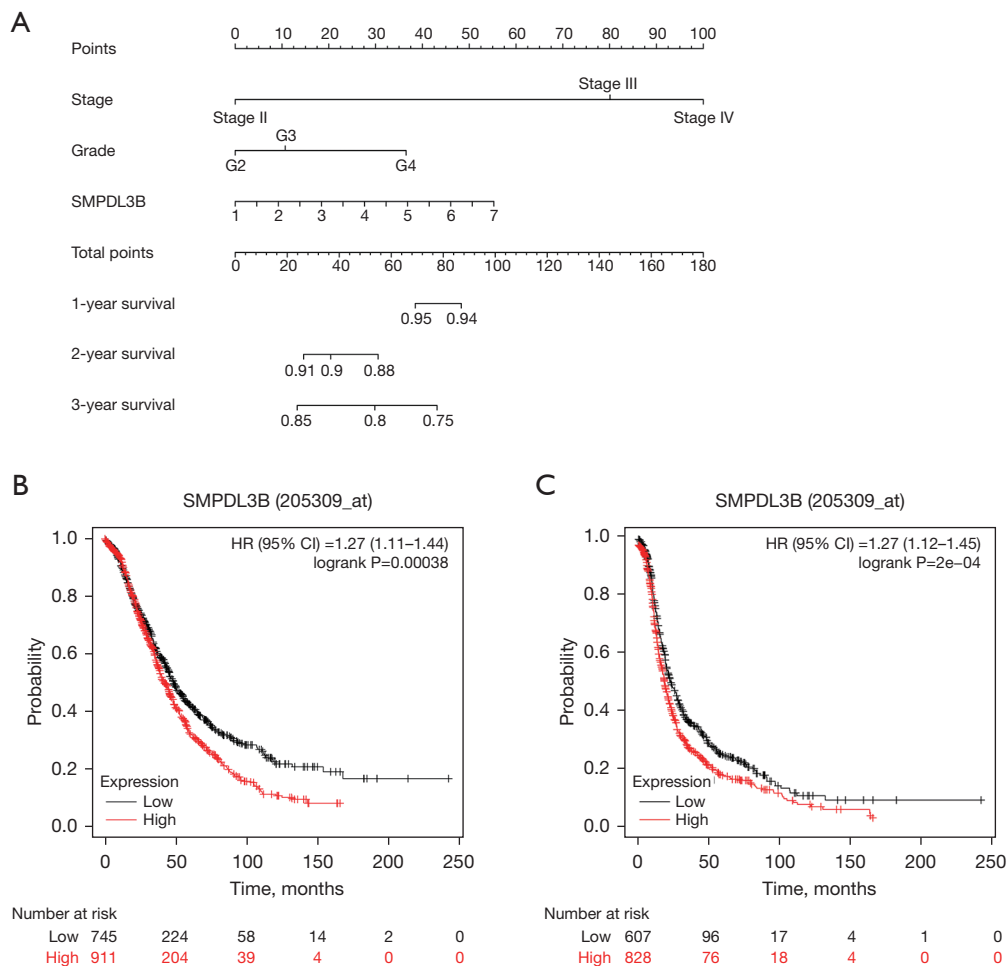 A
Points 0 10 20 30 40 50 60 70 80 90 100
Stage III
Stage
Stage II Stage IV
G3
Grade
G2 G4
SMPDL3B
1 2 3 4 5 6 7
Total points
0 20 40 60 80 100 120 140 160 180
1-year survival
0.95 0.94
2-year survival
0.91 0.9 0.88
3-year survival
0.85 0.8 0.75
B
SMPDL3B (205309_at)
HR (95% CI) =1.27 (1.11–1.44)
logrank P=0.00038
Probability
1.0
0.8
0.6
0.4
0.2
0.0
Expression
Low
High
0 50 100 150 200 250
Time, months
Number at risk
Low 745 224 58 14 2 0
High 911 204 39 4 0 0
C
SMPDL3B (205309_at)
HR (95% CI) =1.27 (1.12–1.45)
logrank P=2e–04
Probability
1.0
0.8
0.6
0.4
0.2
0.0
Expression
Low
High
0 50 100 150 200 250
Time, months
Number at risk
Low 607 96 17 4 1 0
High 828 76 18 4 0 0